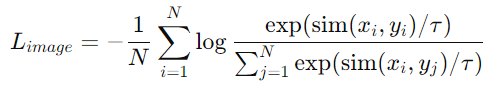 L_{image} = -\frac{1}{N} \sum_{i=1}^{N} \log \frac{\exp(\text{sim}(x_i, y_i)/\tau)}{\sum_{j=1}^{N} \exp(\text{sim}(x_i, y_j)/\tau)}